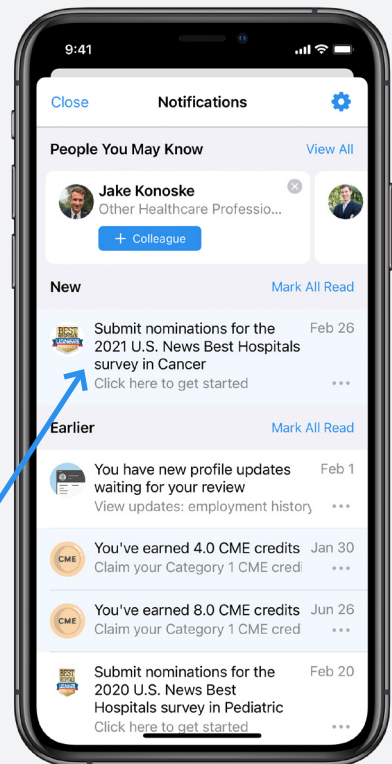 9:41
Close Notifications
People You May Know View All
Jake Konoske
Other Healthcare Professio...
+ Colleague
New Mark All Read
Submit nominations for the Feb 26
2021 U.S. News Best Hospitals
survey in Cancer
Click here to get started
Earlier Mark All Read
You have new profile updates Feb 1
waiting for your review
View updates: employment history
You've earned 4.0 CME credits Jan 30
CME
Claim your Category 1 CME credi
You've earned 8.0 CME credits Jun 26
CME
Claim your Category 1 CME cred
Submit nominations for the Feb 20
2020 U.S. News Best
Hospitals survey in Pediatric
Click here to get started